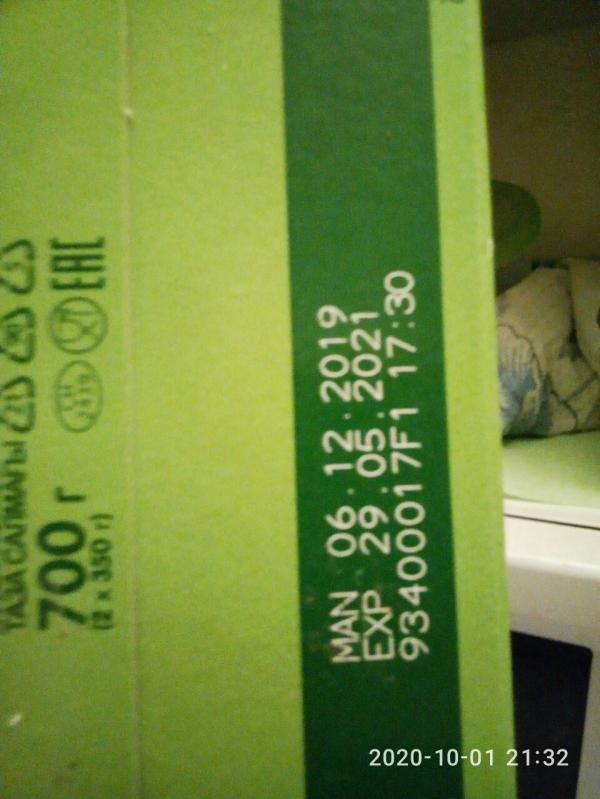 MAN 06.12.2019
EXP 29.05.2021
93400017F1 17:30
ТАЗА САЛМАҒЫ
700 г
(2 x 350 г)
EAC
2020-10-01 21:32